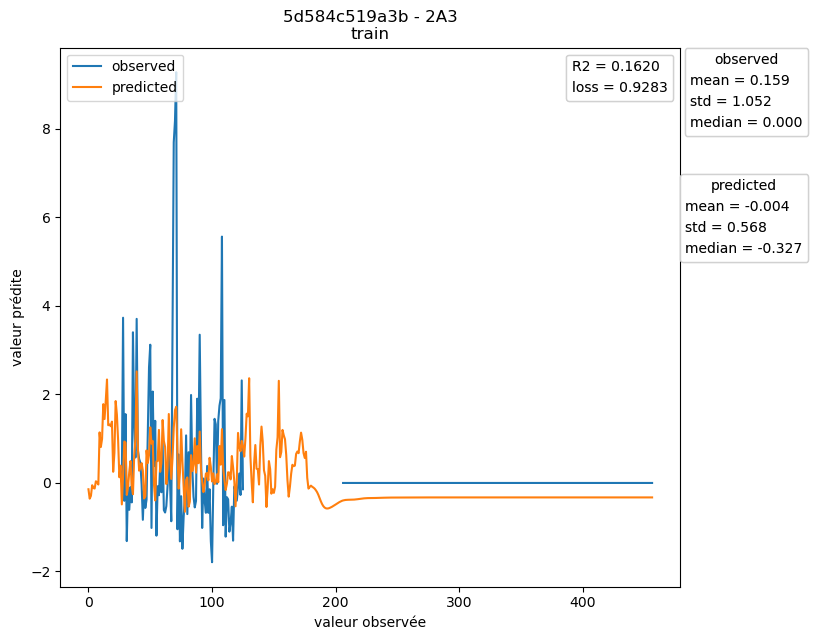 5d584c519a3b - 2A3
train
observed
predicted
R2 = 0.1620
loss = 0.9283
observed
mean = 0.159
std = 1.052
median = 0.000
predicted
mean = -0.004
std = 0.568
median = -0.327
valeur prédite
8
6
4
2
0
−2
0
100
200
300
400
valeur observée